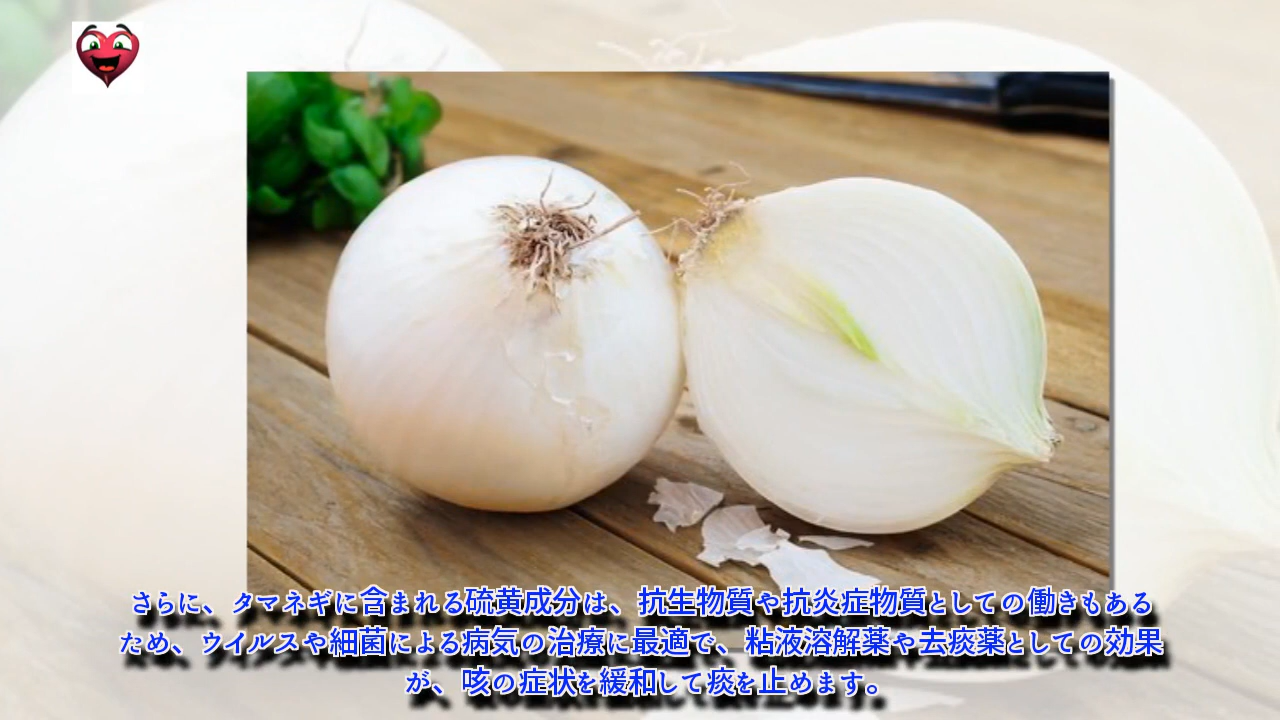 さらに、タマネギに含まれる硫黄成分は、抗生物質や抗炎症物質としての働きもある
ため、ウイルスや細菌による病気の治療に最適で、粘液溶解薬や去痰薬としての効果
が、咳の症状を緩和して痰を止めます。